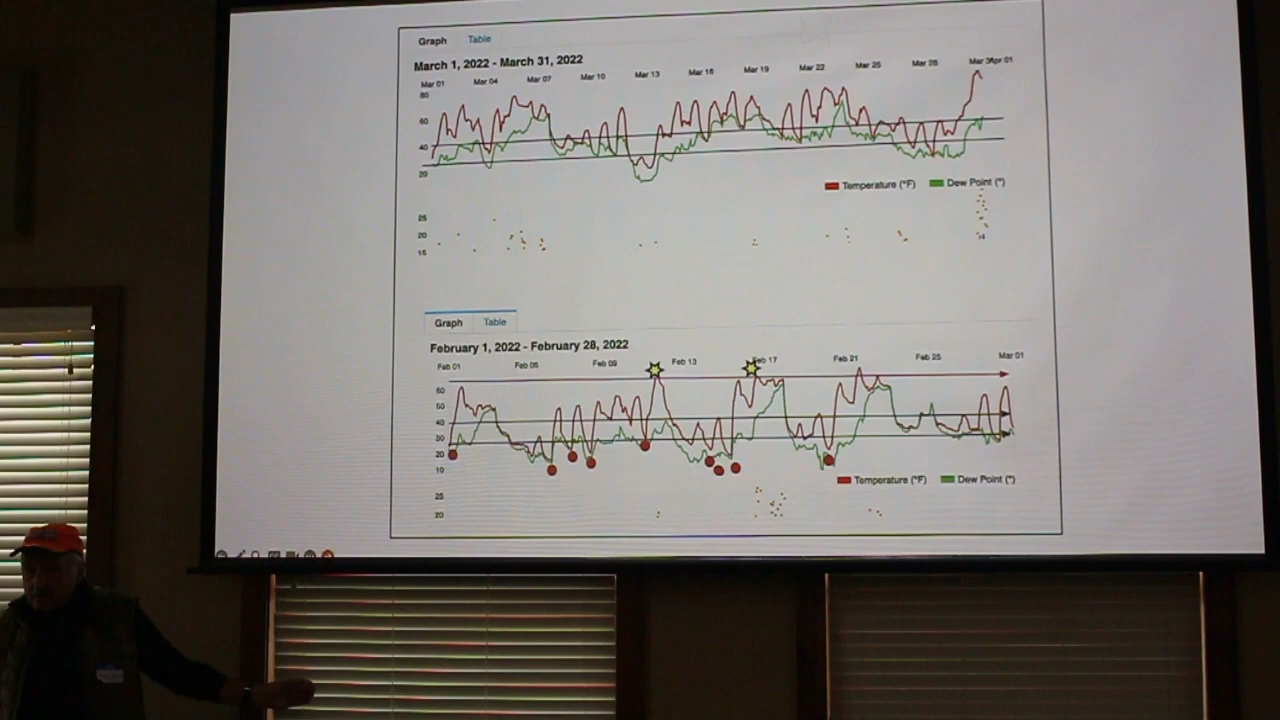 Graph Table
March 1, 2022 - March 31, 2022
Mar 01 Mar 04 Mar 07 Mar 10 Mar 13 Mar 16 Mar 19 Mar 22 Mar 25 Mar 28 Apr 01
80
60
40
20
Temperature (°F) Dew Point (°)
25
20
15
Graph Table
February 1, 2022 - February 28, 2022
Feb 01 Feb 05 Feb 09 Feb 13 Feb 17 Feb 21 Feb 25 Mar 01
60
50
40
30
20
10
Temperature (°F) Dew Point (°)
25
20